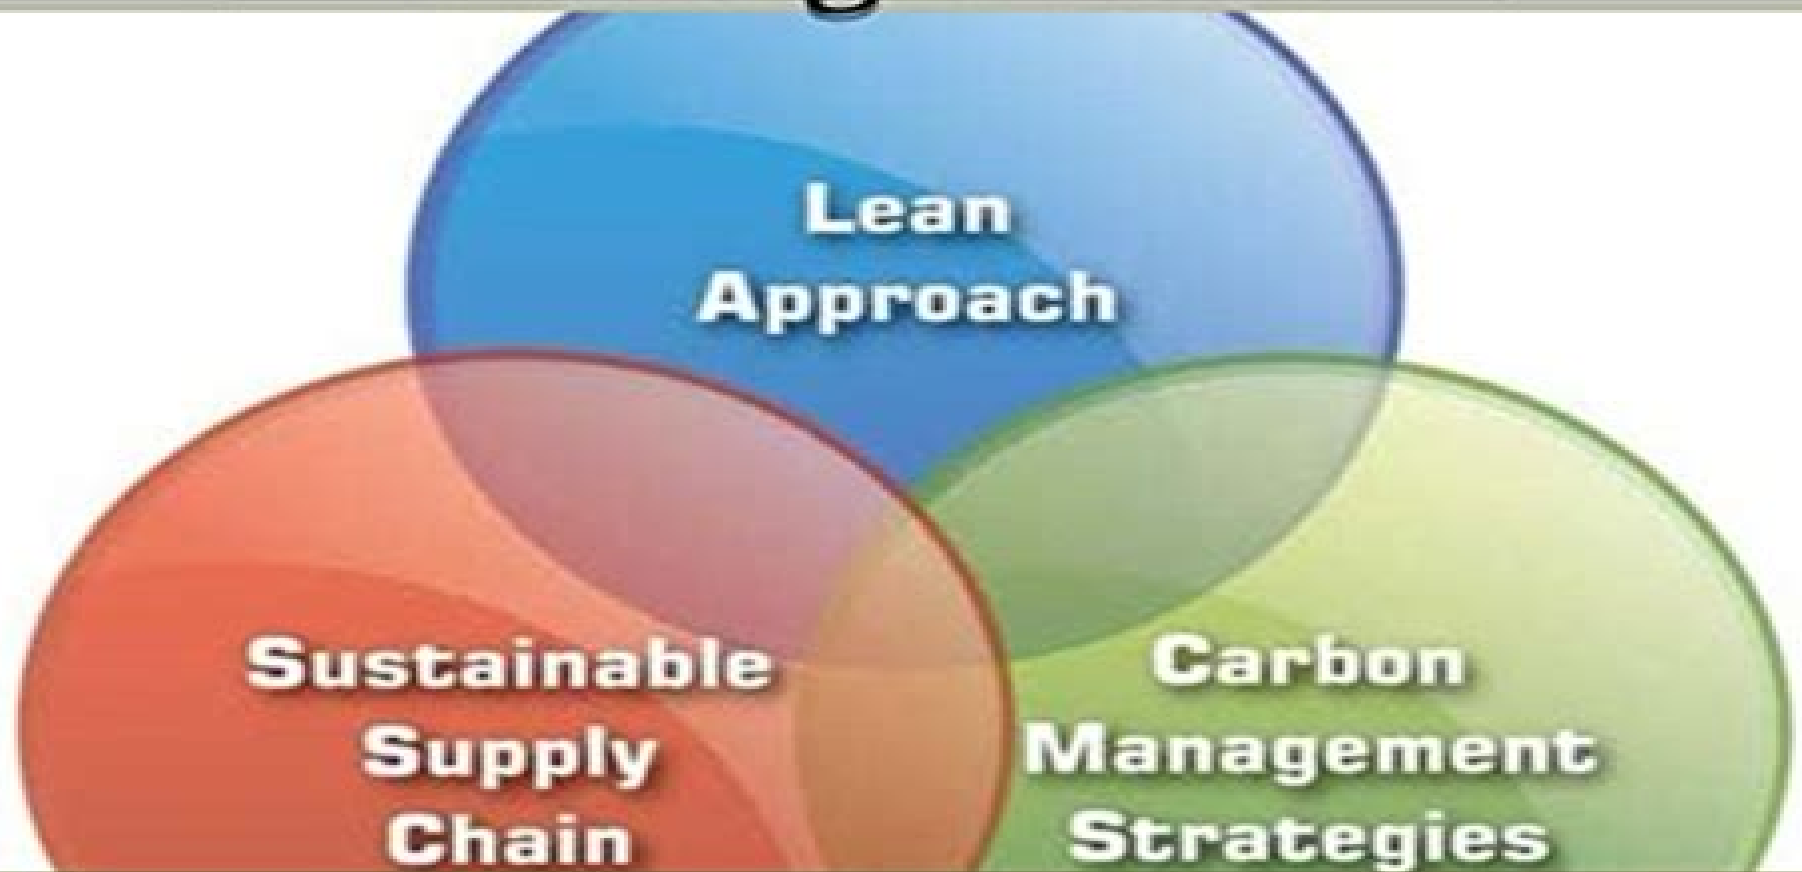 Lean
Approach
Sustainable
Supply
Chain
Carbon
Management
Strategies